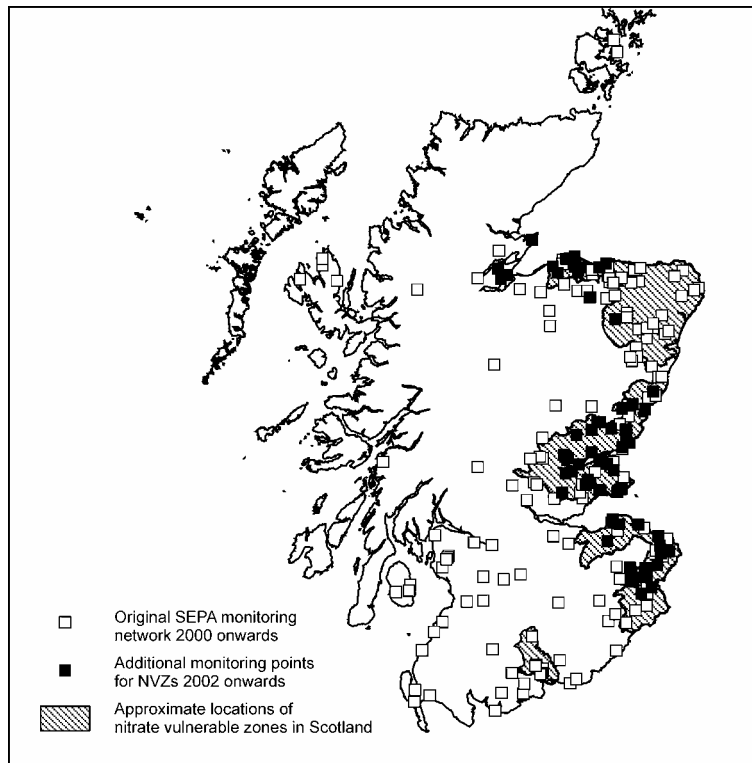 Original SEPA monitoring
network 2000 onwards
Additional monitoring points
for NVZs 2002 onwards
Approximate locations of
nitrate vulnerable zones in Scotland